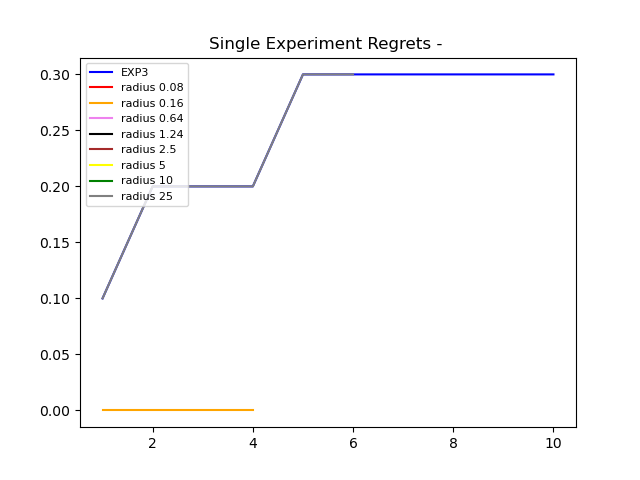 Single Experiment Regrets -
EXP3
radius 0.08
radius 0.16
radius 0.64
radius 1.24
radius 2.5
radius 5
radius 10
radius 25
0.30
0.25
0.20
0.15
0.10
0.05
0.00
2 4 6 8 10